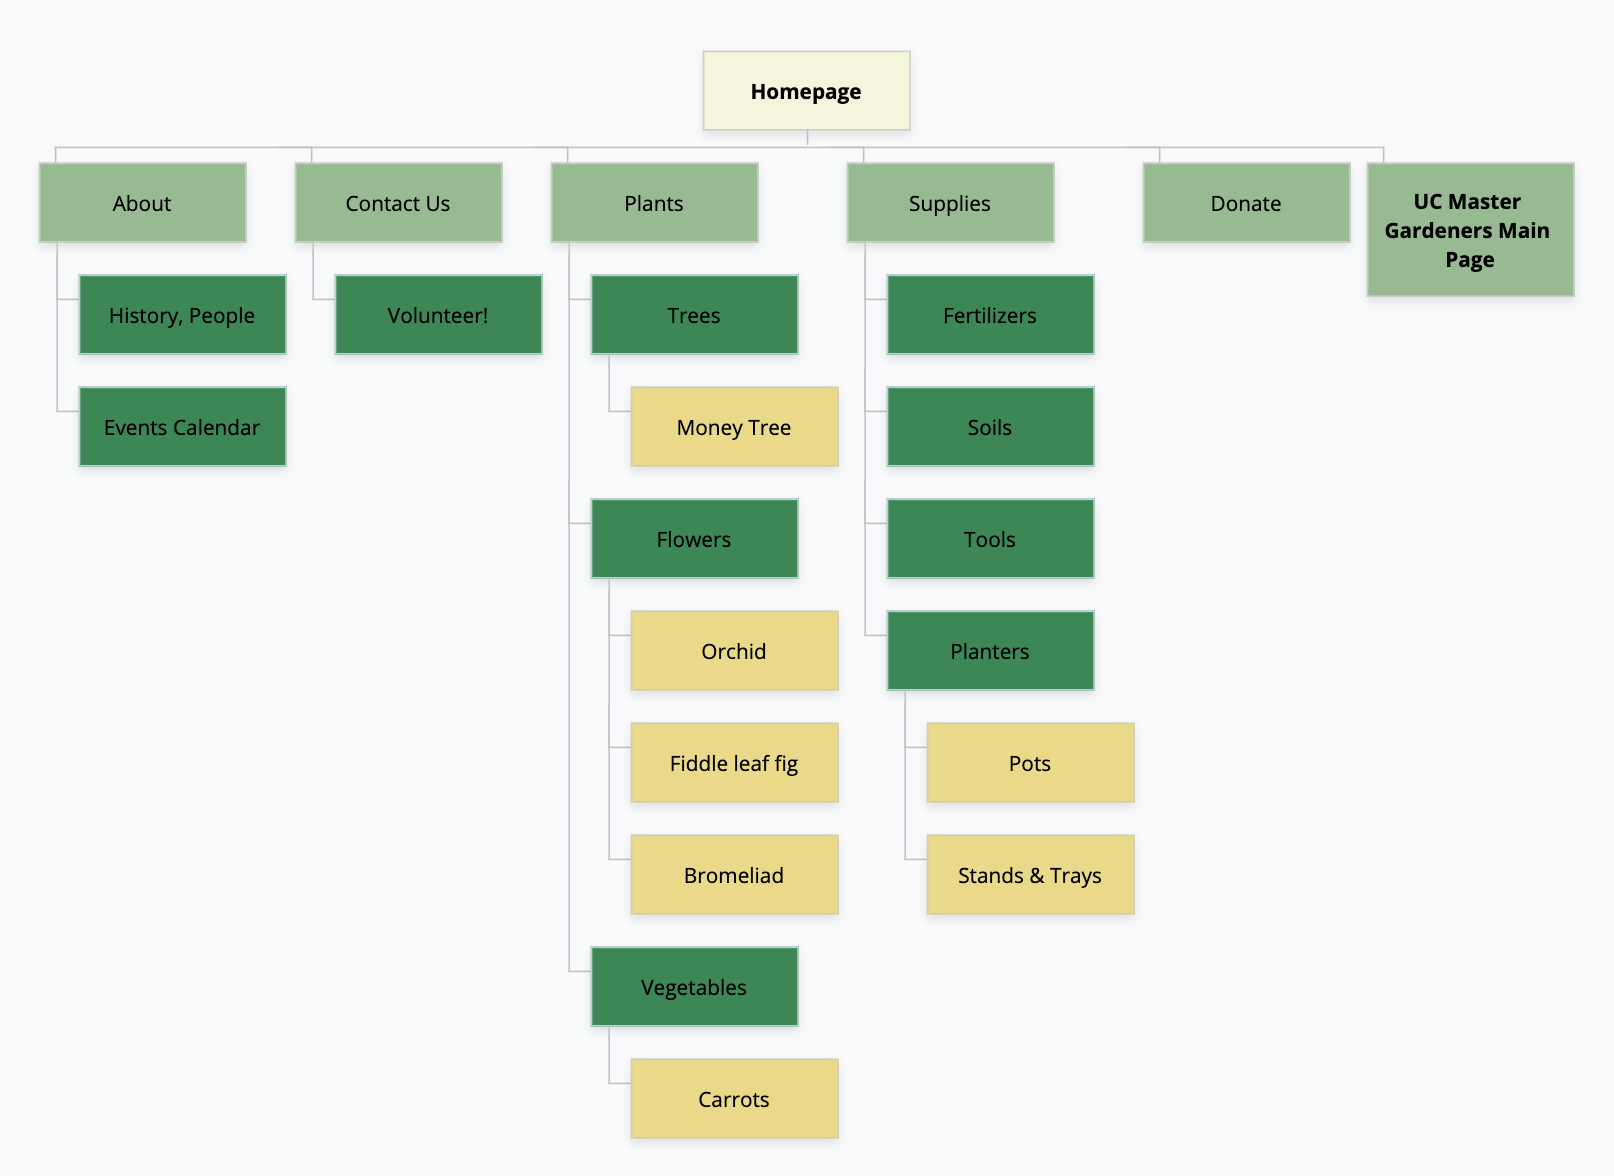 Homepage
About
Contact Us
Plants
Supplies
Donate
UC Master
Gardeners Main
Page
History, People
Volunteer!
Trees
Fertilizers
Events Calendar
Money Tree
Soils
Flowers
Tools
Orchid
Planters
Fiddle leaf fig
Pots
Bromeliad
Stands & Trays
Vegetables
Carrots